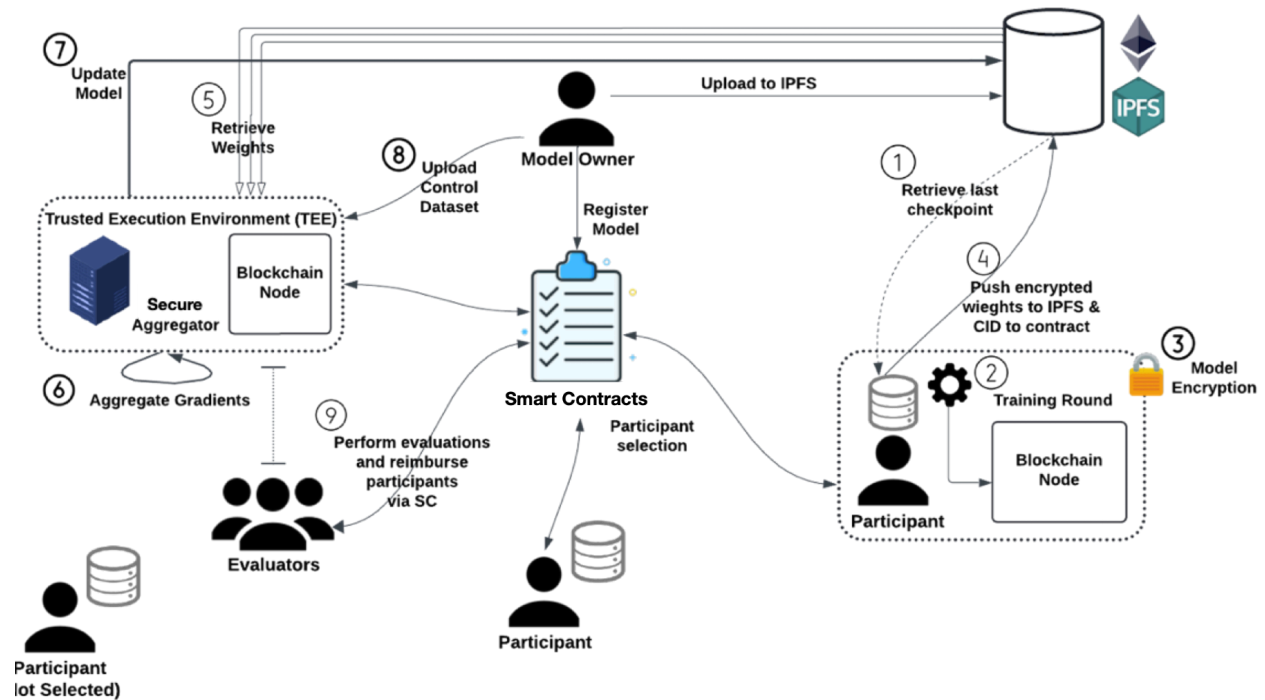 7
Update
Model
5
Retrieve
Weights
Upload to IPFS
IPFS
Model Owner
8
Upload
Control
Dataset
1
Retrieve last
checkpoint
Register
Model
Trusted Execution Environment (TEE)
Blockchain
Node
Secure
Aggregator
4
Push encrypted
wieghts to IPFS &
CID to contract
6
Aggregate Gradients
Smart Contracts
Participant
selection
9
Perform evaluations
and reimburse
participants
via SC
Evaluators
3
Model
Encryption
2
Training Round
Blockchain
Node
Participant
Participant
Participant
lot Selected)